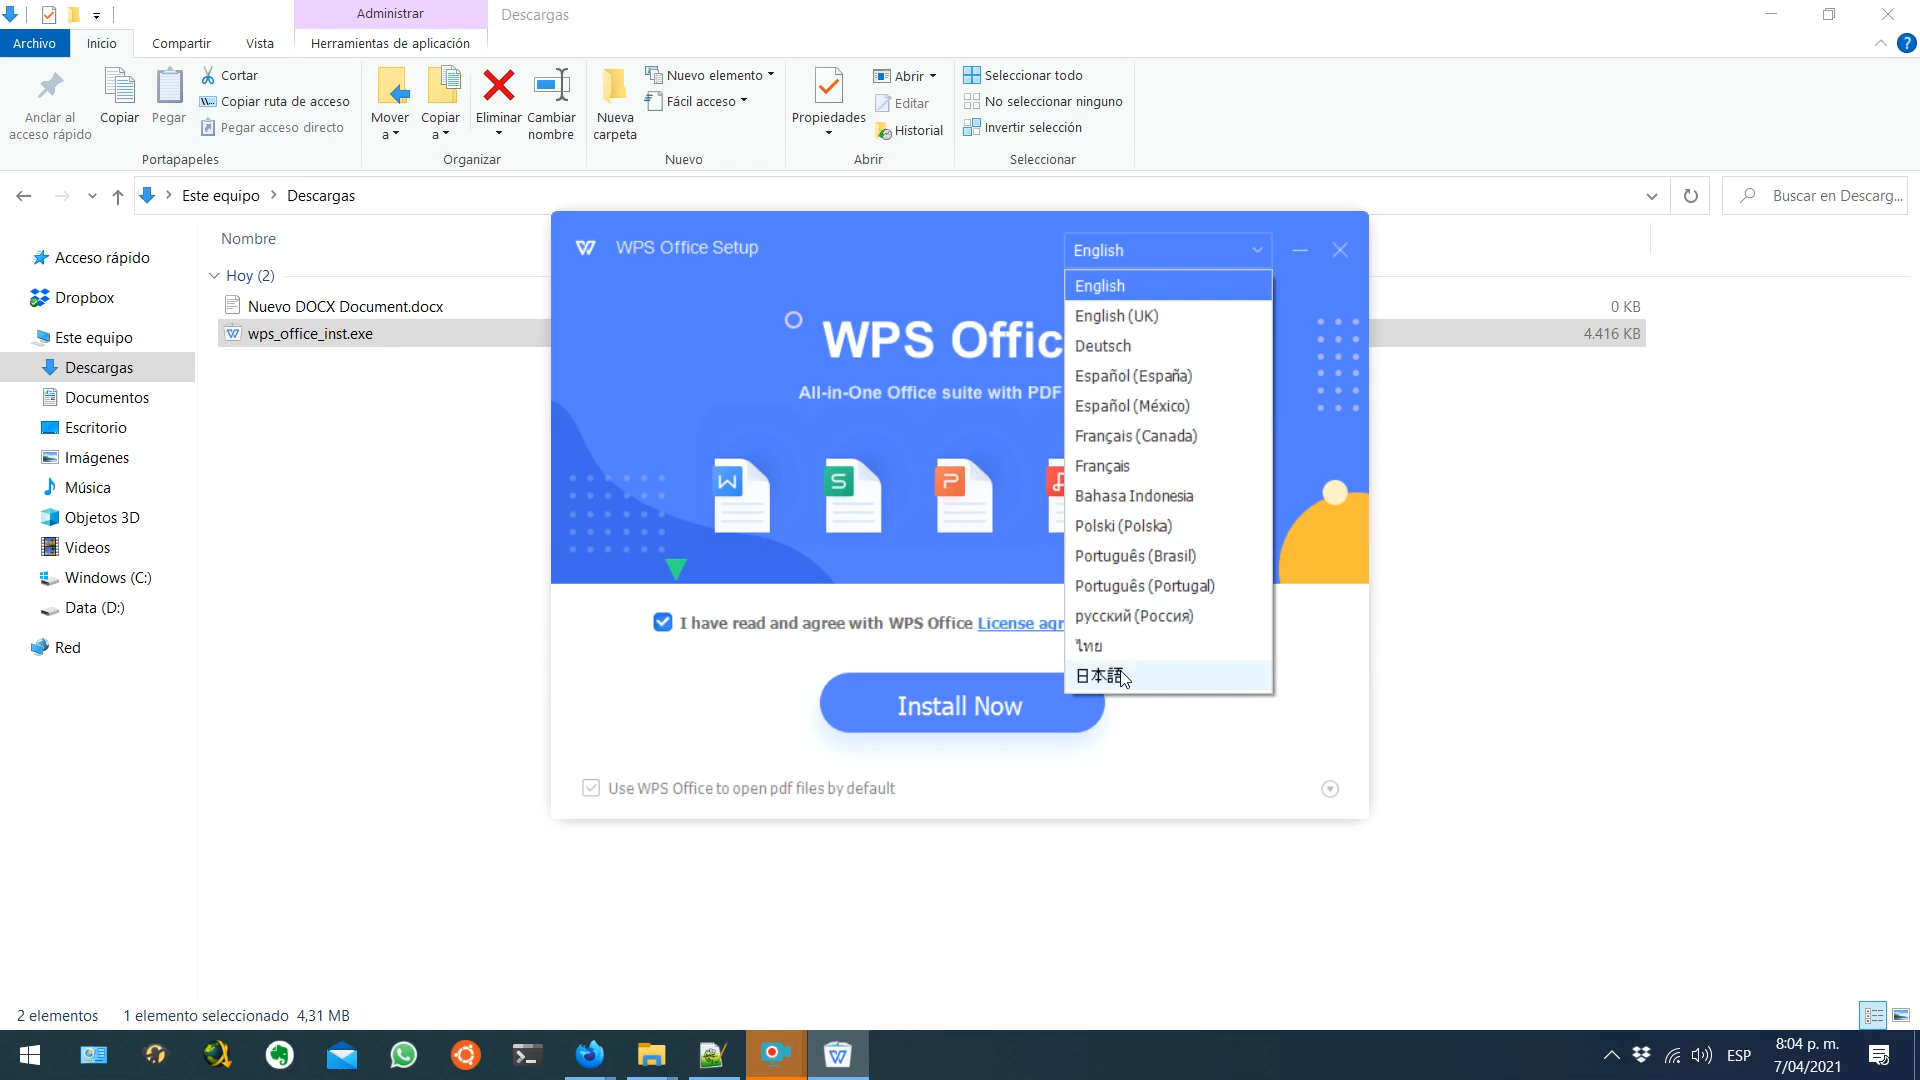 Administrar
Descargas
Archivo
Inicio
Compartir
Vista
Herramientas de aplicación
Anclar al
acceso rápido
Copiar
Pegar
Cortar
Copiar ruta de acceso
Pegar acceso directo
Portapapeles
Mover
a
Copiar
a
Eliminar
Cambiar
nombre
Organizar
Nueva
carpeta
Nuevo elemento
Fácil acceso
Nuevo
Propiedades
Abrir
Editar
Historial
Abrir
Seleccionar todo
No seleccionar ninguno
Invertir selección
Seleccionar
Este equipo
Descargas
Buscar en Descarg...
Acceso rápido
Dropbox
Este equipo
Descargas
Documentos
Escritorio
Imágenes
Música
Objetos 3D
Videos
Windows (C:)
Data (D:)
Red
Nombre
Hoy (2)
Nuevo DOCX Document.docx
0 KB
wps_office_inst.exe
4.416 KB
WPS Office Setup
English
WPS Offic
All-in-One Office suite with PDF
W
S
P
English
English (UK)
Deutsch
Español (España)
Español (México)
Français (Canada)
Français
Bahasa Indonesia
Polski (Polska)
Português (Brasil)
Português (Portugal)
русский (Россия)
ไทย
日本語
I have read and agree with WPS Office License agr
Install Now
Use WPS Office to open pdf files by default
2 elementos
1 elemento seleccionado 4,31 MB
ESP
8:04 p. m.
7/04/2021